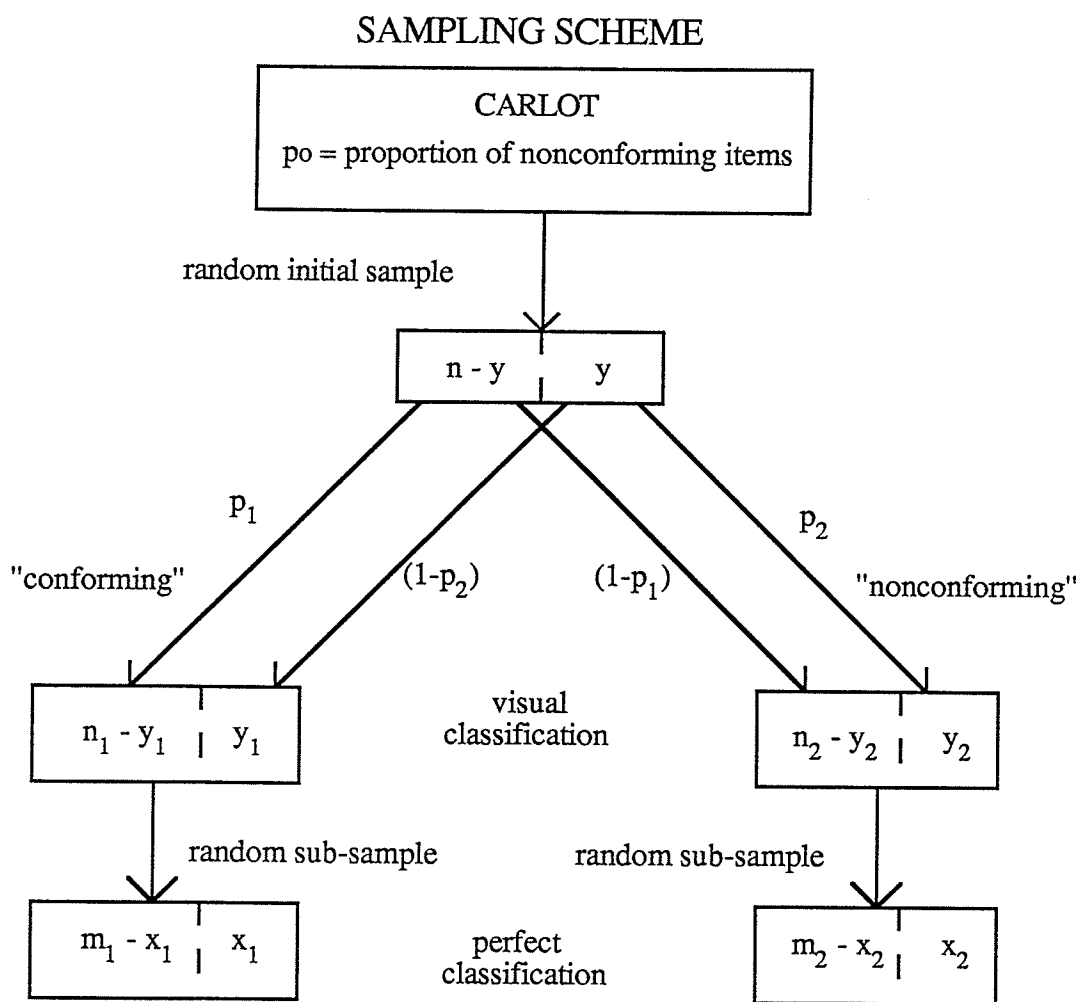 SAMPLING SCHEME
CARLOT
po = proportion of nonconforming items
random initial sample
n - y
y
p₁
p₂
"conforming"
(1-p₂)
(1-p₁)
"nonconforming"
n₁ - y₁
y₁
visual
classification
n₂ - y₂
y₂
random sub-sample
random sub-sample
m₁ - x₁
x₁
perfect
classification
m₂ - x₂
x₂